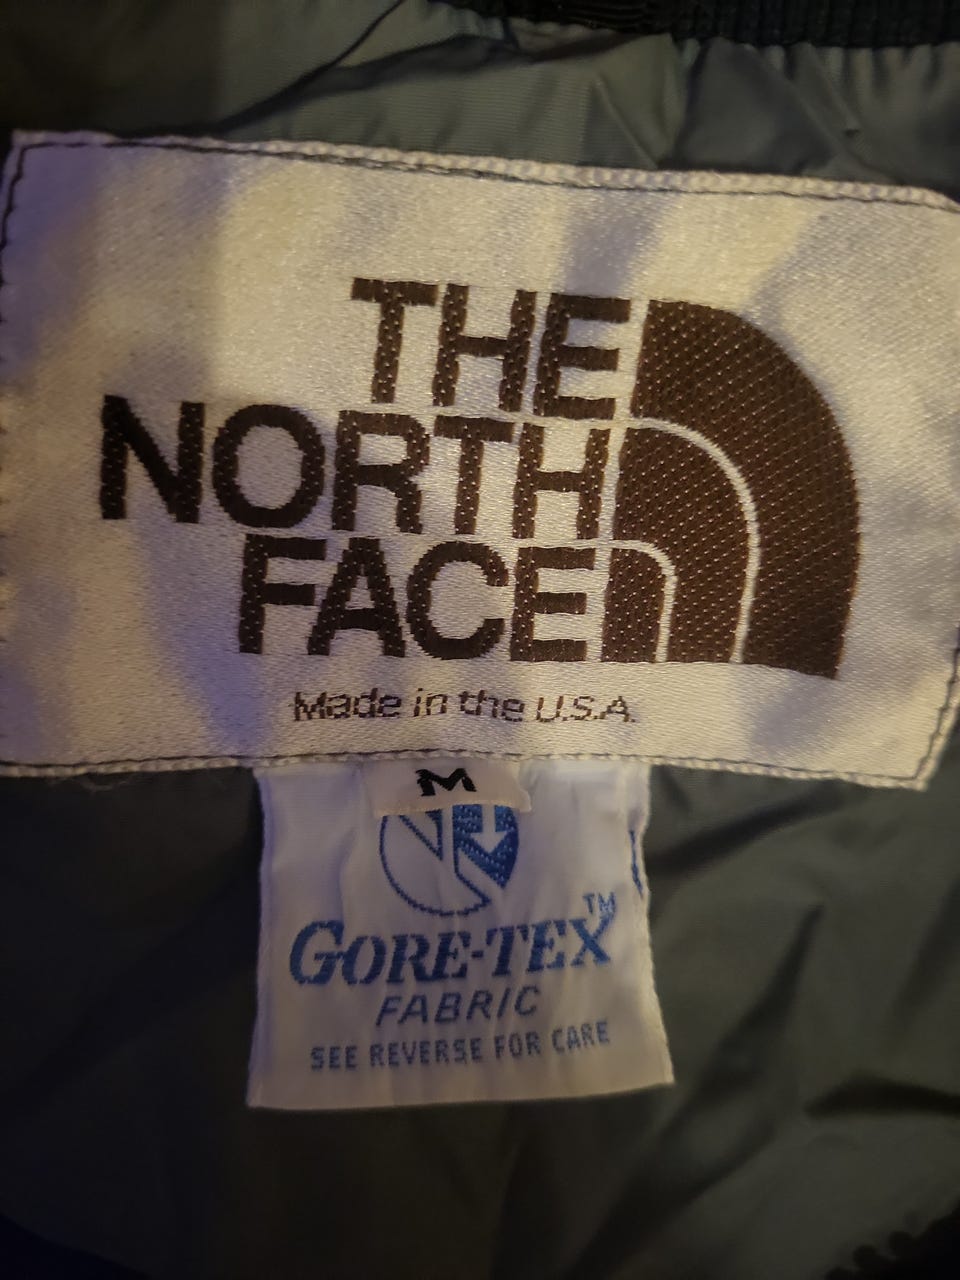 THE
NORTH
FACE
Made in the U.S.A.
M
GORE-TEX™
FABRIC
SEE REVERSE FOR CARE